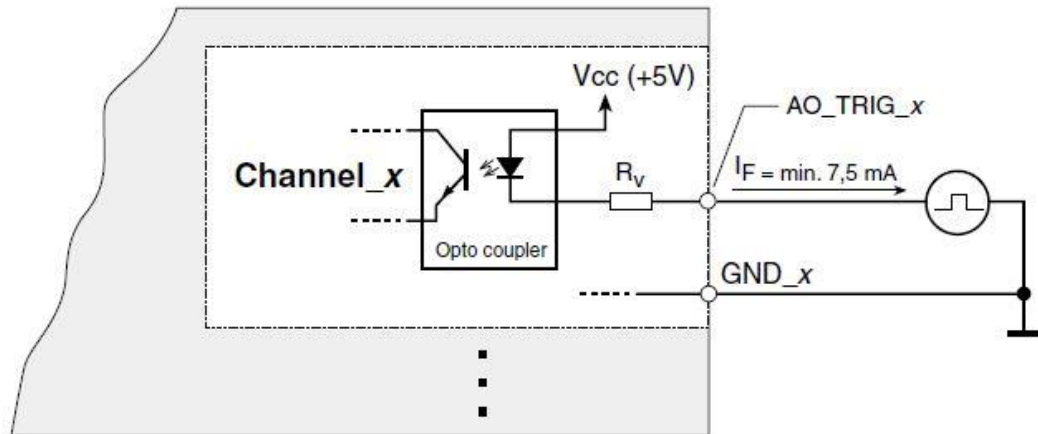 Vcc (+5V)
AO_TRIG_x
Channel_x
Rv
IF = min. 7,5 mA
Opto coupler
GND_x